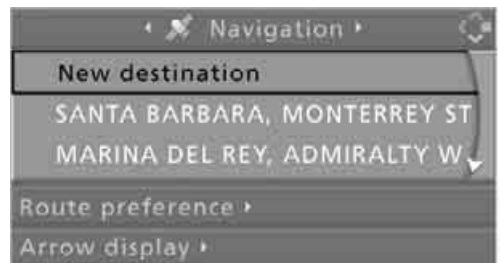 Navigation
New destination
SANTA BARBARA, MONTERREY ST
MARINA DEL REY, ADMIRALTY W
Route preference
Arrow display